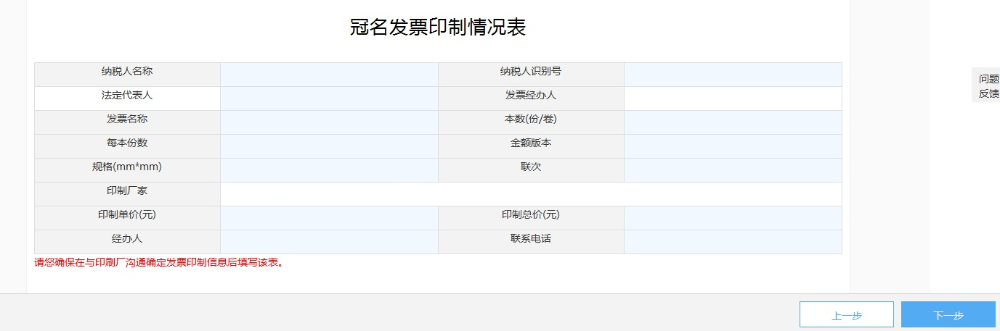 冠名发票印制情况表
纳税人名称 纳税人识别号
法定代表人 发票经办人
发票名称 本数(份/卷)
每本份数 金额版本
规格(mm*mm) 联次
印制厂家
印制单价(元) 印制总价(元)
经办人 联系电话
请您确保在与印刷厂沟通确定发票印制信息后填写该表。
问题
反馈
上一步 下一步